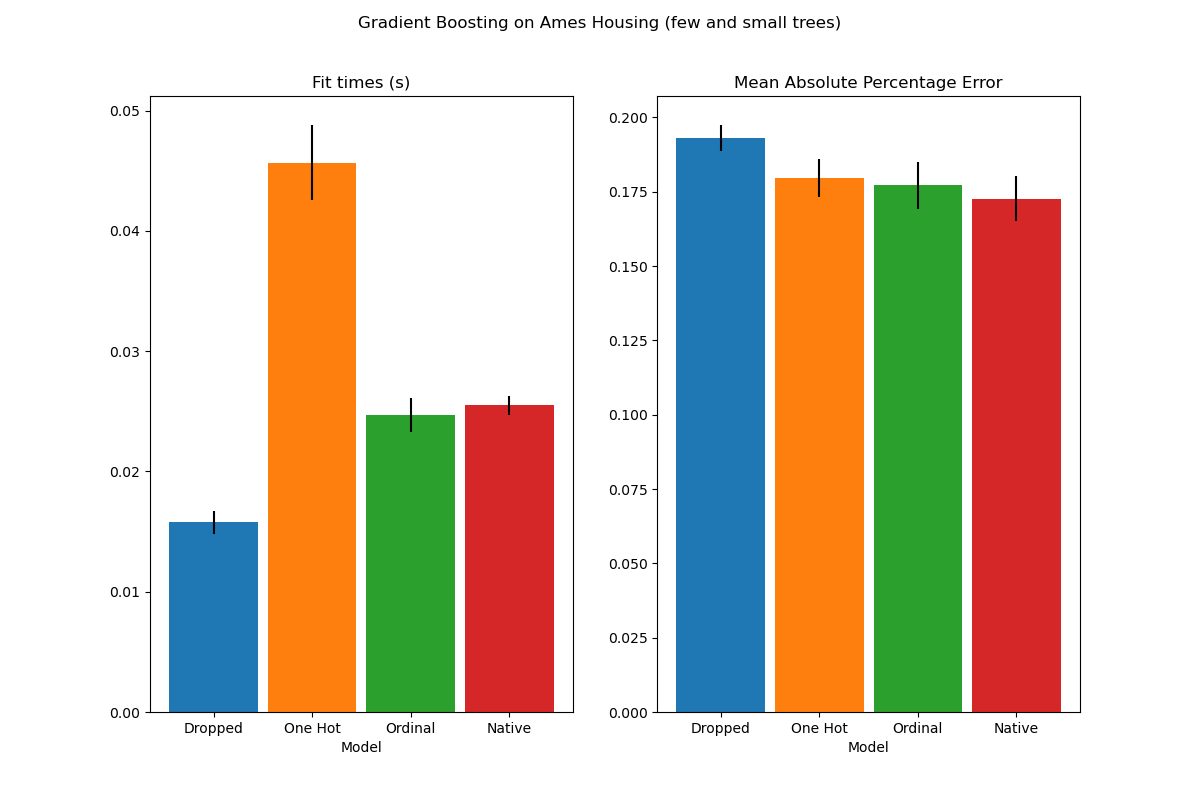 Gradient Boosting on Ames Housing (few and small trees)
Fit times (s)
0.05
0.04
0.03
0.02
0.01
0.00
Dropped One Hot Ordinal Native
Model
Mean Absolute Percentage Error
0.200
0.175
0.150
0.125
0.100
0.075
0.050
0.025
0.000
Dropped One Hot Ordinal Native
Model